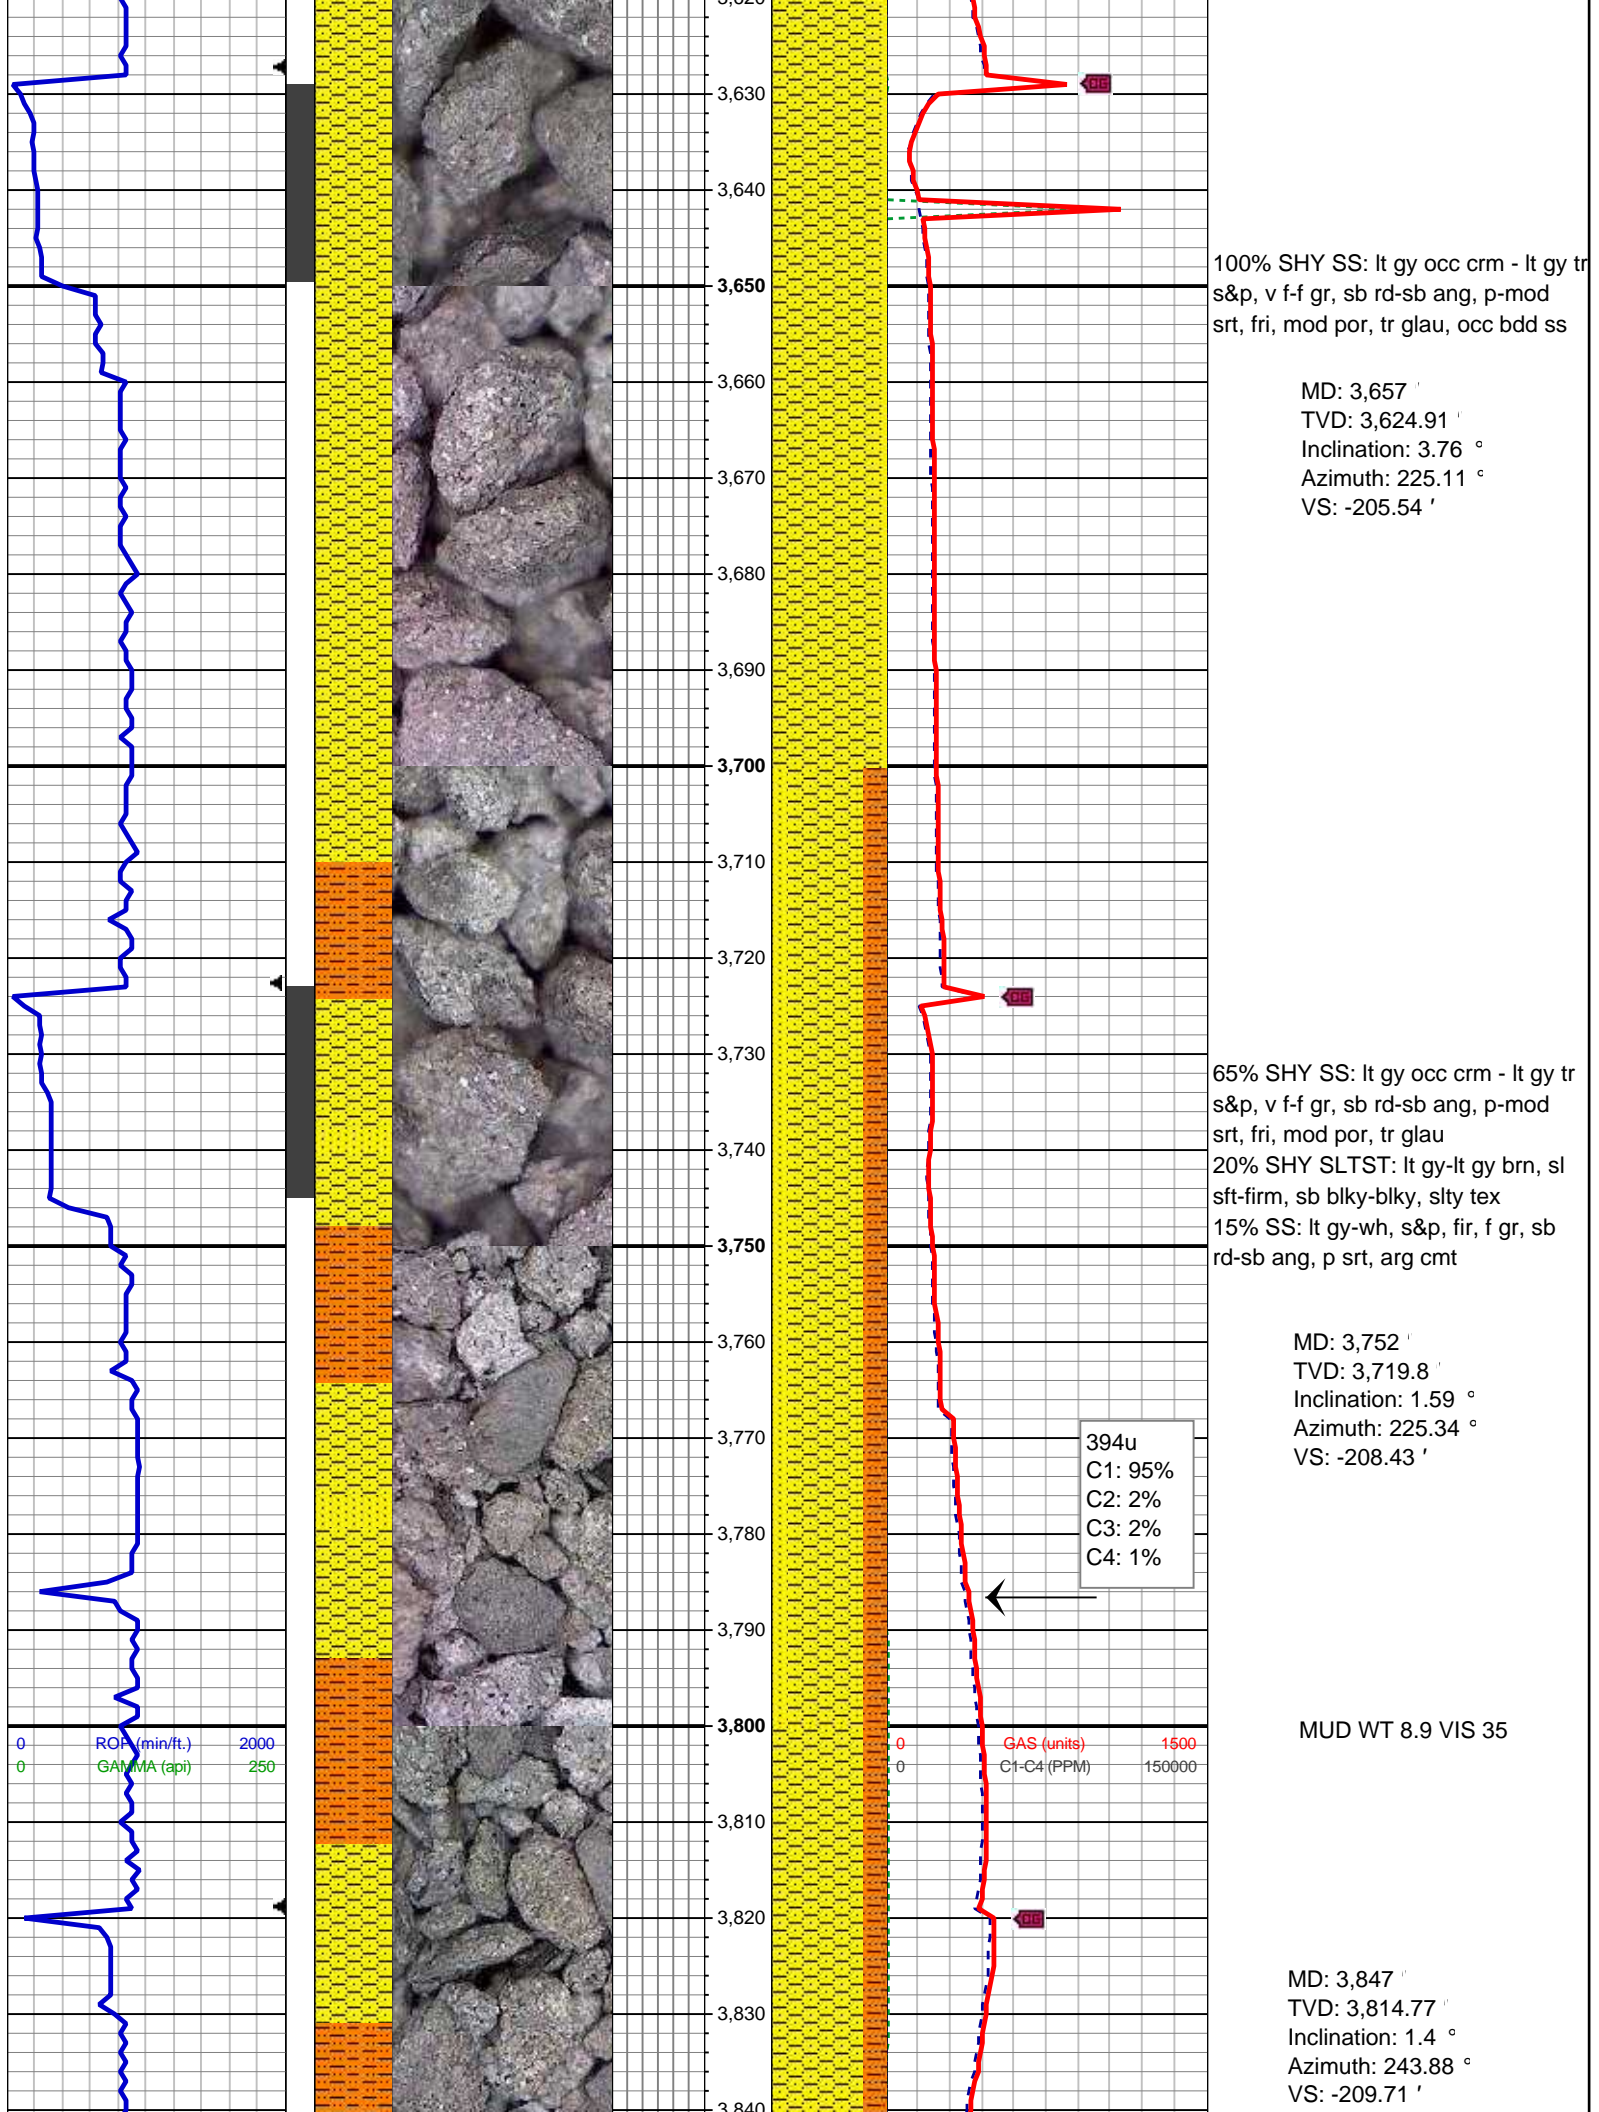 3,630
CG
3,640
100% SHY SS: lt gy occ crm - lt gy tr
s&p, v f-f gr, sb rd-sb ang, p-mod
srt, fri, mod por, tr glau, occ bdd ss
3,650
3,660
MD: 3,657 '
TVD: 3,624.91 '
Inclination: 3.76 °
Azimuth: 225.11 °
VS: -205.54 '
3,670
3,680
3,690
3,700
3,710
3,720
CG
3,730
65% SHY SS: lt gy occ crm - lt gy tr
s&p, v f-f gr, sb rd-sb ang, p-mod
srt, fri, mod por, tr glau
20% SHY SLTST: lt gy-lt gy brn, sl
sft-firm, sb blky-blky, slty tex
15% SS: lt gy-wh, s&p, fir, f gr, sb
rd-sb ang, p srt, arg cmt
3,740
3,750
3,760
MD: 3,752 '
TVD: 3,719.8 '
Inclination: 1.59 °
Azimuth: 225.34 °
VS: -208.43 '
3,770
394u
C1: 95%
C2: 2%
C3: 2%
C4: 1%
3,780
3,790
3,800
MUD WT 8.9 VIS 35
0 ROP (min/ft.) 2000
0 GAMMA (api) 250
0 GAS (units) 1500
0 C1-C4 (PPM) 150000
3,810
3,820
CG
3,830
MD: 3,847 '
TVD: 3,814.77 '
Inclination: 1.4 °
Azimuth: 243.88 °
VS: -209.71 '
3,840